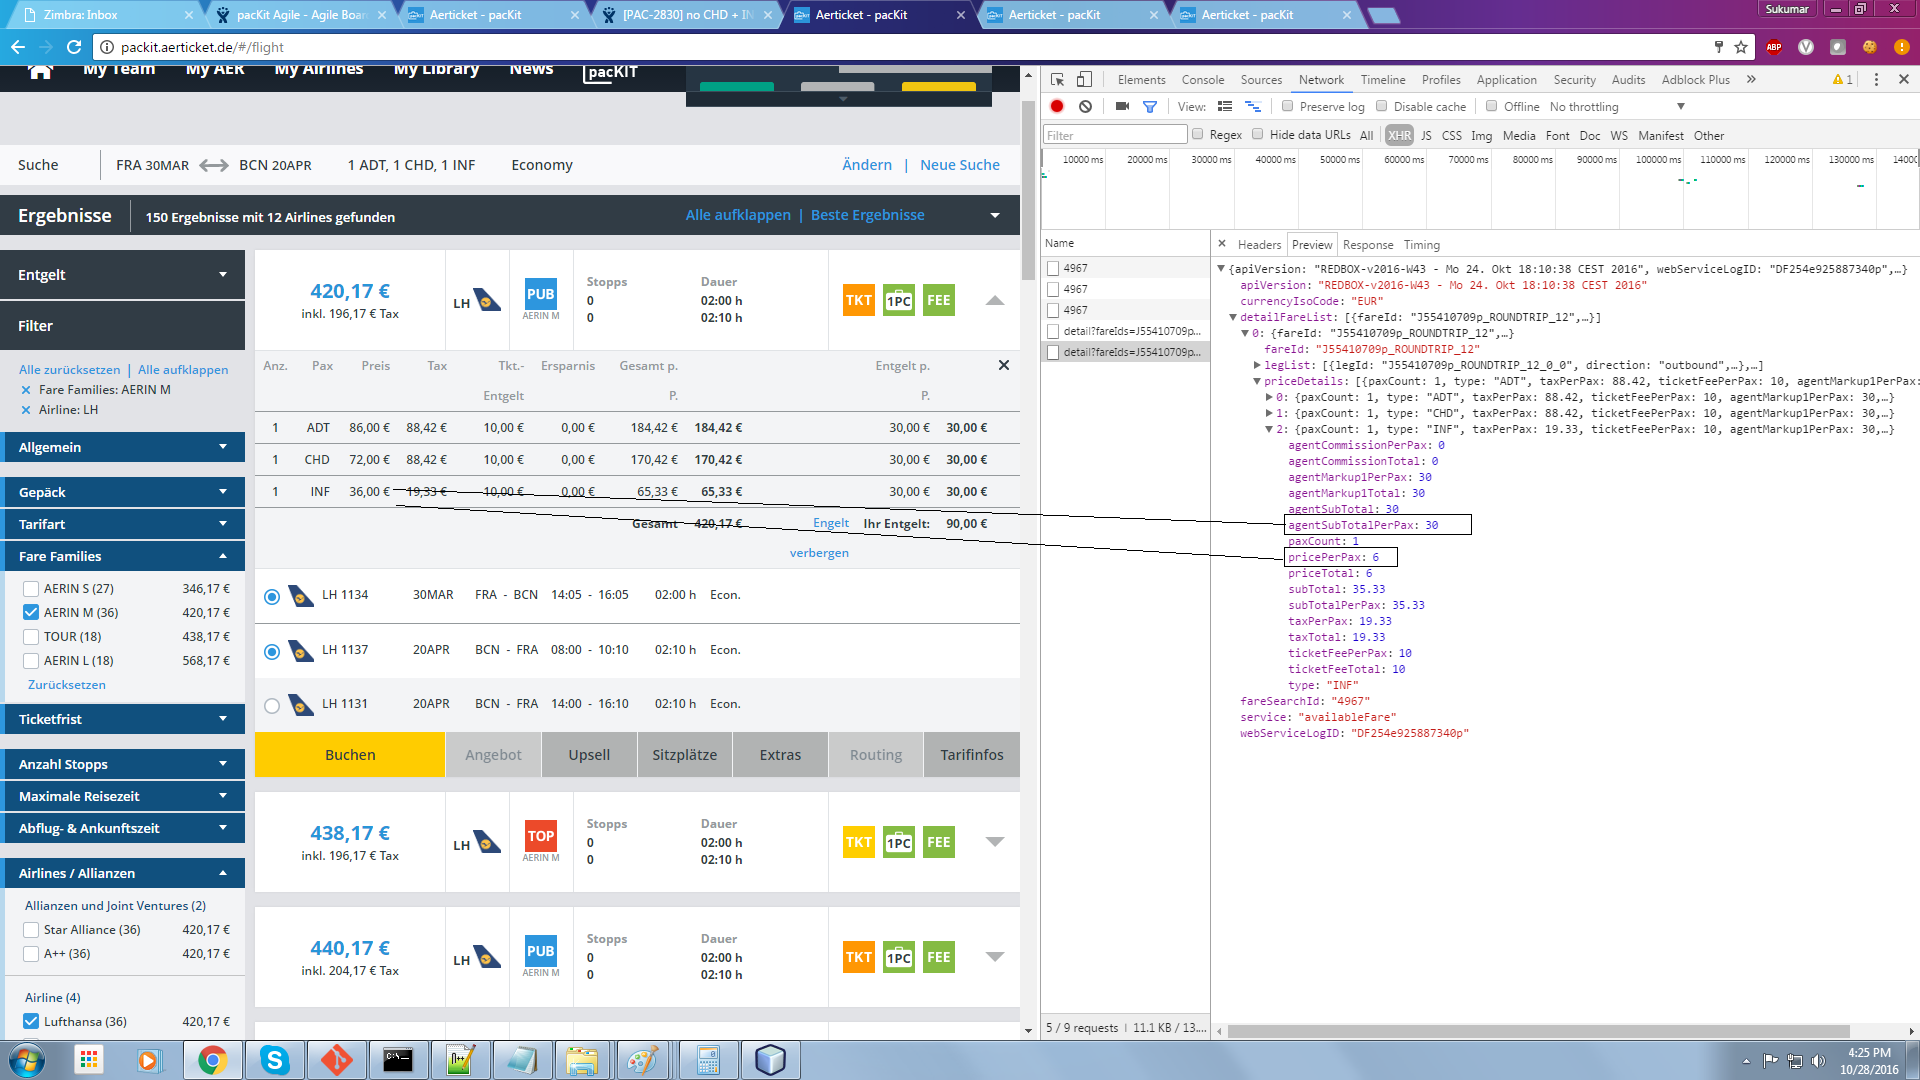 Zimbra: Inbox
pacKit Agile - Agile Boar
Aerticket - pacKit
[PAC-2830] no CHD + IN
Aerticket - pacKit
Aerticket - pacKit
Aerticket - pacKit
Sukumar
packit.aerticket.de/#/flight
ABP
My Team My AER My Airlines My Library News pacKIT
Suche FRA 30MAR BCN 20APR 1 ADT, 1 CHD, 1 INF Economy Ändern | Neue Suche
Ergebnisse 150 Ergebnisse mit 12 Airlines gefunden Alle aufklappen | Beste Ergebnisse
Entgelt
Filter
Alle zurücksetzen | Alle aufklappen
Fare Families: AERIN M
Airline: LH
Allgemein
Gepäck
Tarifart
Fare Families
AERIN S (27) 346,17 €
AERIN M (36) 420,17 €
TOUR (18) 438,17 €
AERIN L (18) 568,17 €
Zurücksetzen
Ticketfrist
Anzahl Stopps
Maximale Reisezeit
Abflug- & Ankunftszeit
Airlines / Allianzen
Allianzen und Joint Ventures (2)
Star Alliance (36) 420,17 €
A++ (36) 420,17 €
Airline (4)
Lufthansa (36) 420,17 €
420,17 €
inkl. 196,17 € Tax
LH
PUB
AERIN M
Stopps Dauer
0 02:00 h
0 02:10 h
TKT 1PC FEE
Anz. Pax Preis Tax Tkt.- Ersparnis Gesamt p. Entgelt p.
Entgelt P. P.
1 ADT 86,00 € 88,42 € 10,00 € 0,00 € 184,42 € 184,42 € 30,00 € 30,00 €
1 CHD 72,00 € 88,42 € 10,00 € 0,00 € 170,42 € 170,42 € 30,00 € 30,00 €
1 INF 36,00 € 19,33 € 10,00 € 0,00 € 65,33 € 65,33 € 30,00 € 30,00 €
Gesamt 420,17 € Engelt Ihr Entgelt: 90,00 €
verbergen
LH 1134 30MAR FRA - BCN 14:05 - 16:05 02:00 h Econ.
LH 1137 20APR BCN - FRA 08:00 - 10:10 02:10 h Econ.
LH 1131 20APR BCN - FRA 14:00 - 16:10 02:10 h Econ.
Buchen Angebot Upsell Sitzplätze Extras Routing Tarifinfos
438,17 €
inkl. 196,17 € Tax
LH
TOP
AERIN M
Stopps Dauer
0 02:00 h
0 02:10 h
TKT 1PC FEE
440,17 €
inkl. 204,17 € Tax
LH
PUB
AERIN M
Stopps Dauer
0 02:00 h
0 02:10 h
TKT 1PC FEE
Elements Console Sources Network Timeline Profiles Application Security Audits Adblock Plus » 1
View: Preserve log Disable cache Offline No throttling
Filter Regex Hide data URLs All XHR JS CSS Img Media Font Doc WS Manifest Other
10000 ms 20000 ms 30000 ms 40000 ms 50000 ms 60000 ms 70000 ms 80000 ms 90000 ms 100000 ms 110000 ms 120000 ms 130000 ms 1400
Name
4967
4967
4967
detail?fareIds=J55410709p...
detail?fareIds=J55410709p...
5 / 9 requests | 11.1 KB / 13....
Headers Preview Response Timing
{apiVersion: "REDBOX-v2016-W43 - Mo 24. Okt 18:10:38 CEST 2016", webServiceLogID: "DF254e925887340p",…}
apiVersion: "REDBOX-v2016-W43 - Mo 24. Okt 18:10:38 CEST 2016"
currencyIsoCode: "EUR"
detailFareList: [{fareId: "J55410709p_ROUNDTRIP_12",…}]
0: {fareId: "J55410709p_ROUNDTRIP_12",…}
fareId: "J55410709p_ROUNDTRIP_12"
legList: [{legId: "J55410709p_ROUNDTRIP_12_0_0", direction: "outbound",…},…]
priceDetails: [{paxCount: 1, type: "ADT", taxPerPax: 88.42, ticketFeePerPax: 10, agentMarkup1PerPax:
0: {paxCount: 1, type: "ADT", taxPerPax: 88.42, ticketFeePerPax: 10, agentMarkup1PerPax: 30,…}
1: {paxCount: 1, type: "CHD", taxPerPax: 88.42, ticketFeePerPax: 10, agentMarkup1PerPax: 30,…}
2: {paxCount: 1, type: "INF", taxPerPax: 19.33, ticketFeePerPax: 10, agentMarkup1PerPax: 30,…}
agentCommissionPerPax: 0
agentCommissionTotal: 0
agentMarkup1PerPax: 30
agentMarkup1Total: 30
agentSubTotal: 30
agentSubTotalPerPax: 30
paxCount: 1
pricePerPax: 6
priceTotal: 6
subTotal: 35.33
subTotalPerPax: 35.33
taxPerPax: 19.33
taxTotal: 19.33
ticketFeePerPax: 10
ticketFeeTotal: 10
type: "INF"
fareSearchId: "4967"
service: "availableFare"
webServiceLogID: "DF254e925887340p"
4:25 PM
10/28/2016